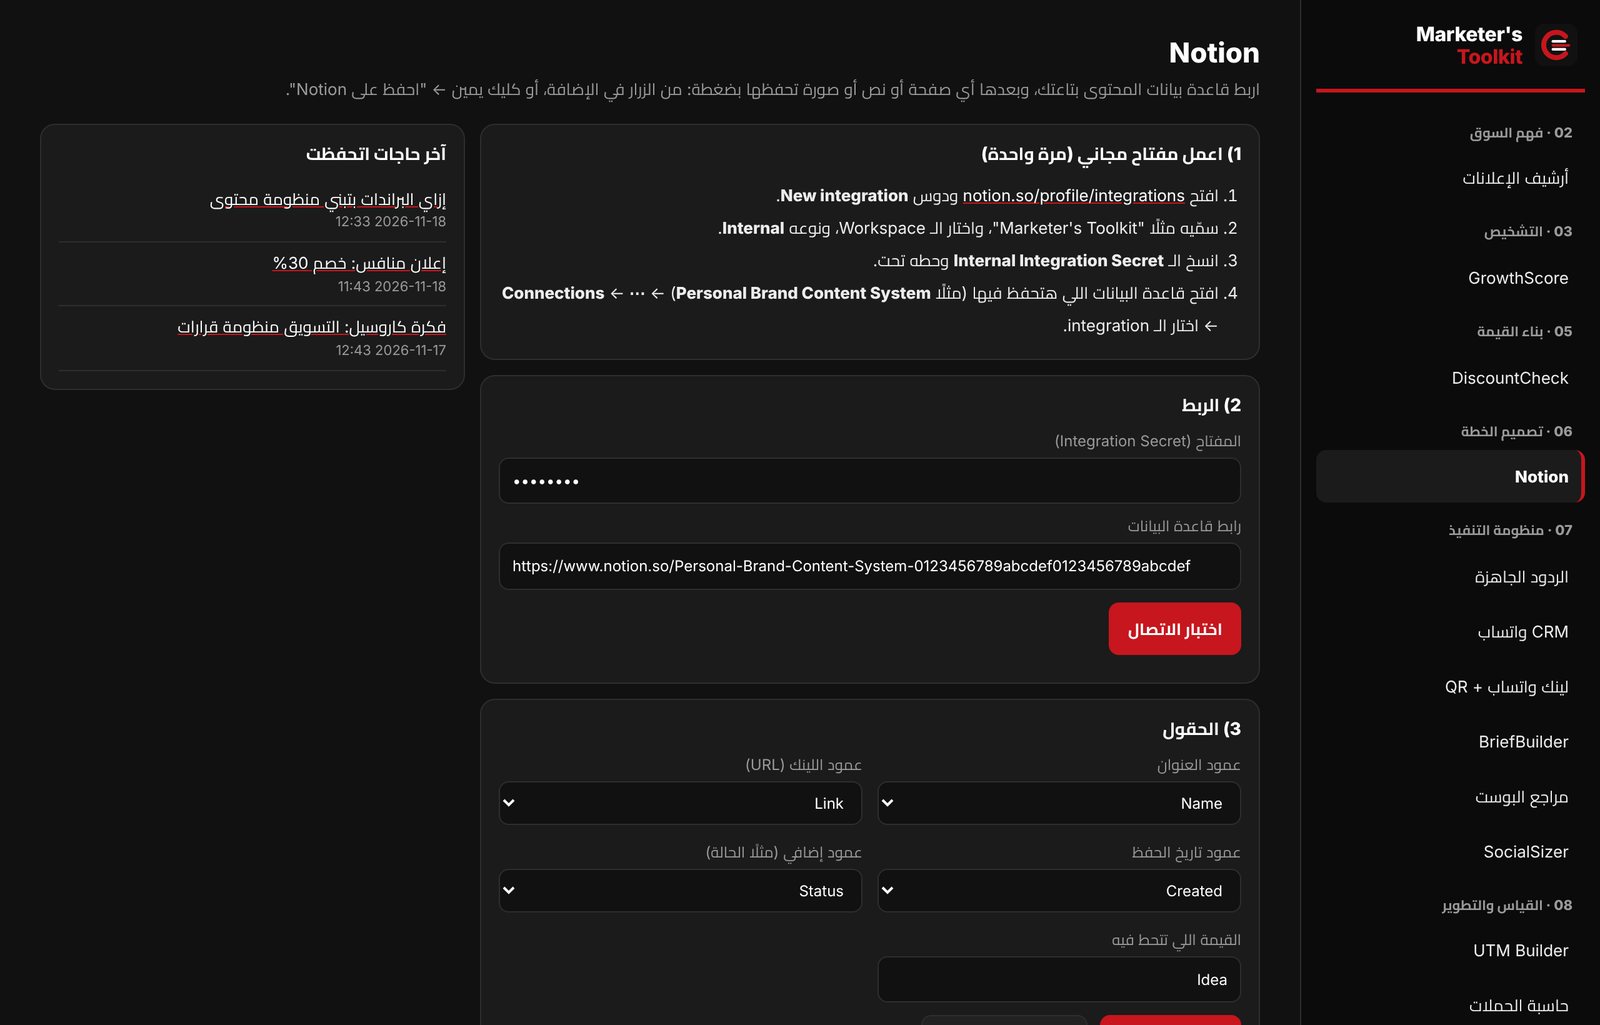 Marketer's
Toolkit
02 · فهم السوق
أرشيف الإعلانات
03 · التشخيص
GrowthScore
05 · بناء القيمة
DiscountCheck
06 · تصميم الخطة
Notion
07 · منظومة التنفيذ
الردود الجاهزة
CRM واتساب
لينك واتساب + QR
BriefBuilder
مراجع البوست
SocialSizer
08 · القياس والتطوير
UTM Builder
حاسبة الحملات
Notion
اربط قاعدة بيانات المحتوى بتاعتك، وبعدها أي صفحة أو نص أو صورة تحفظها بضغطة: من الزرار في الإضافة، أو كليك يمين ← "احفظ على Notion".
1) اعمل مفتاح مجاني (مرة واحدة)
1. افتح notion.so/profile/integrations ودوس New integration.
2. سمّيه مثلًا "Marketer's Toolkit"، واختار الـ Workspace، ونوعه Internal.
3. انسخ الـ Internal Integration Secret وحطه تحت.
4. افتح قاعدة البيانات اللي هتحفظ فيها (مثلًا Personal Brand Content System) ← ··· ← Connections
← اختار الـ integration.
2) الربط
المفتاح (Integration Secret)
••••••••
رابط قاعدة البيانات
https://www.notion.so/Personal-Brand-Content-System-0123456789abcdef0123456789abcdef
اختبار الاتصال
3) الحقول
عمود العنوان
Name
عمود اللينك (URL)
Link
عمود تاريخ الحفظ
Created
عمود إضافي (مثلًا الحالة)
Status
القيمة اللي تتحط فيه
Idea
آخر حاجات اتحفظت
إزاي البراندات بتبني منظومة محتوى
2026-11-18 12:33
إعلان منافس: خصم 30%
2026-11-18 11:43
فكرة كاروسيل: التسويق منظومة قرارات
2026-11-17 12:43